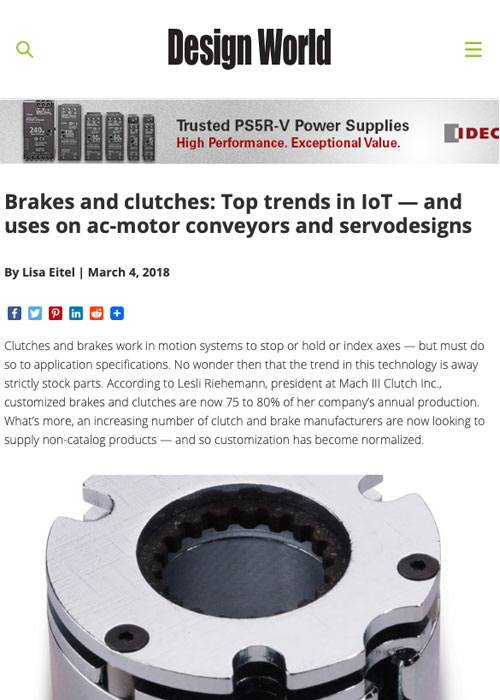 Design World
240w
Trusted PS5R-V Power Supplies
High Performance. Exceptional Value.
IDEC
Brakes and clutches: Top trends in IoT — and
uses on ac-motor conveyors and servodesigns
By Lisa Eitel | March 4, 2018
Clutches and brakes work in motion systems to stop or hold or index axes — but must do
so to application specifications. No wonder then that the trend in this technology is away
strictly stock parts. According to Lesli Riehemann, president at Mach III Clutch Inc.,
customized brakes and clutches are now 75 to 80% of her company’s annual production.
What’s more, an increasing number of clutch and brake manufacturers are now looking to
supply non-catalog products — and so customization has become normalized.